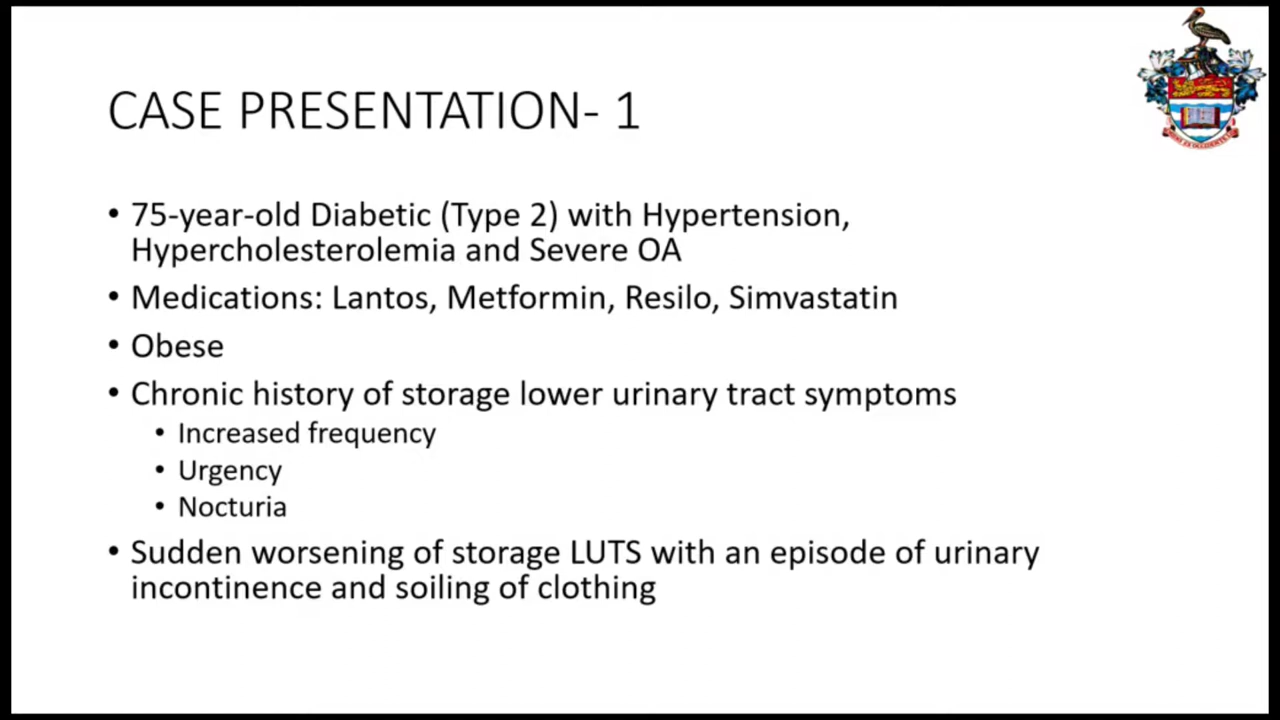 CASE PRESENTATION- 1
• 75-year-old Diabetic (Type 2) with Hypertension,
Hypercholesterolemia and Severe OA
• Medications: Lantos, Metformin, Resilo, Simvastatin
• Obese
• Chronic history of storage lower urinary tract symptoms
• Increased frequency
• Urgency
• Nocturia
• Sudden worsening of storage LUTS with an episode of urinary
incontinence and soiling of clothing